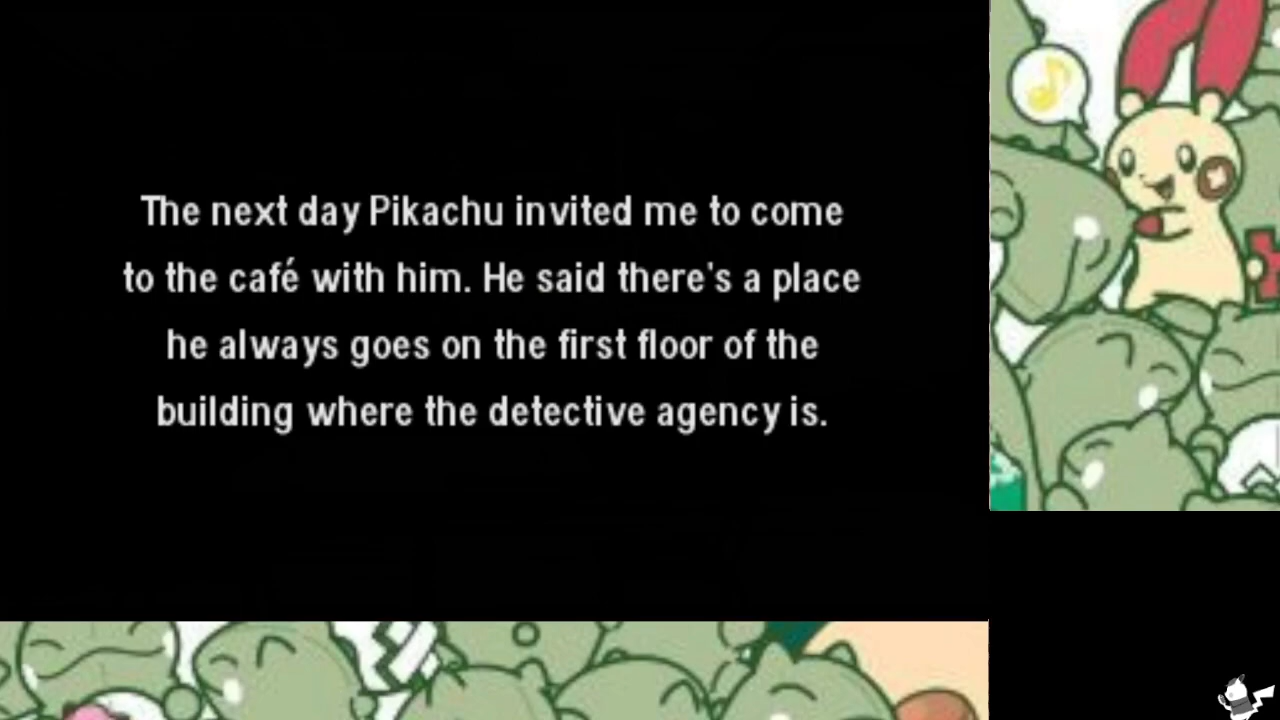 The next day Pikachu invited me to come
to the café with him. He said there's a place
he always goes on the first floor of the
building where the detective agency is.